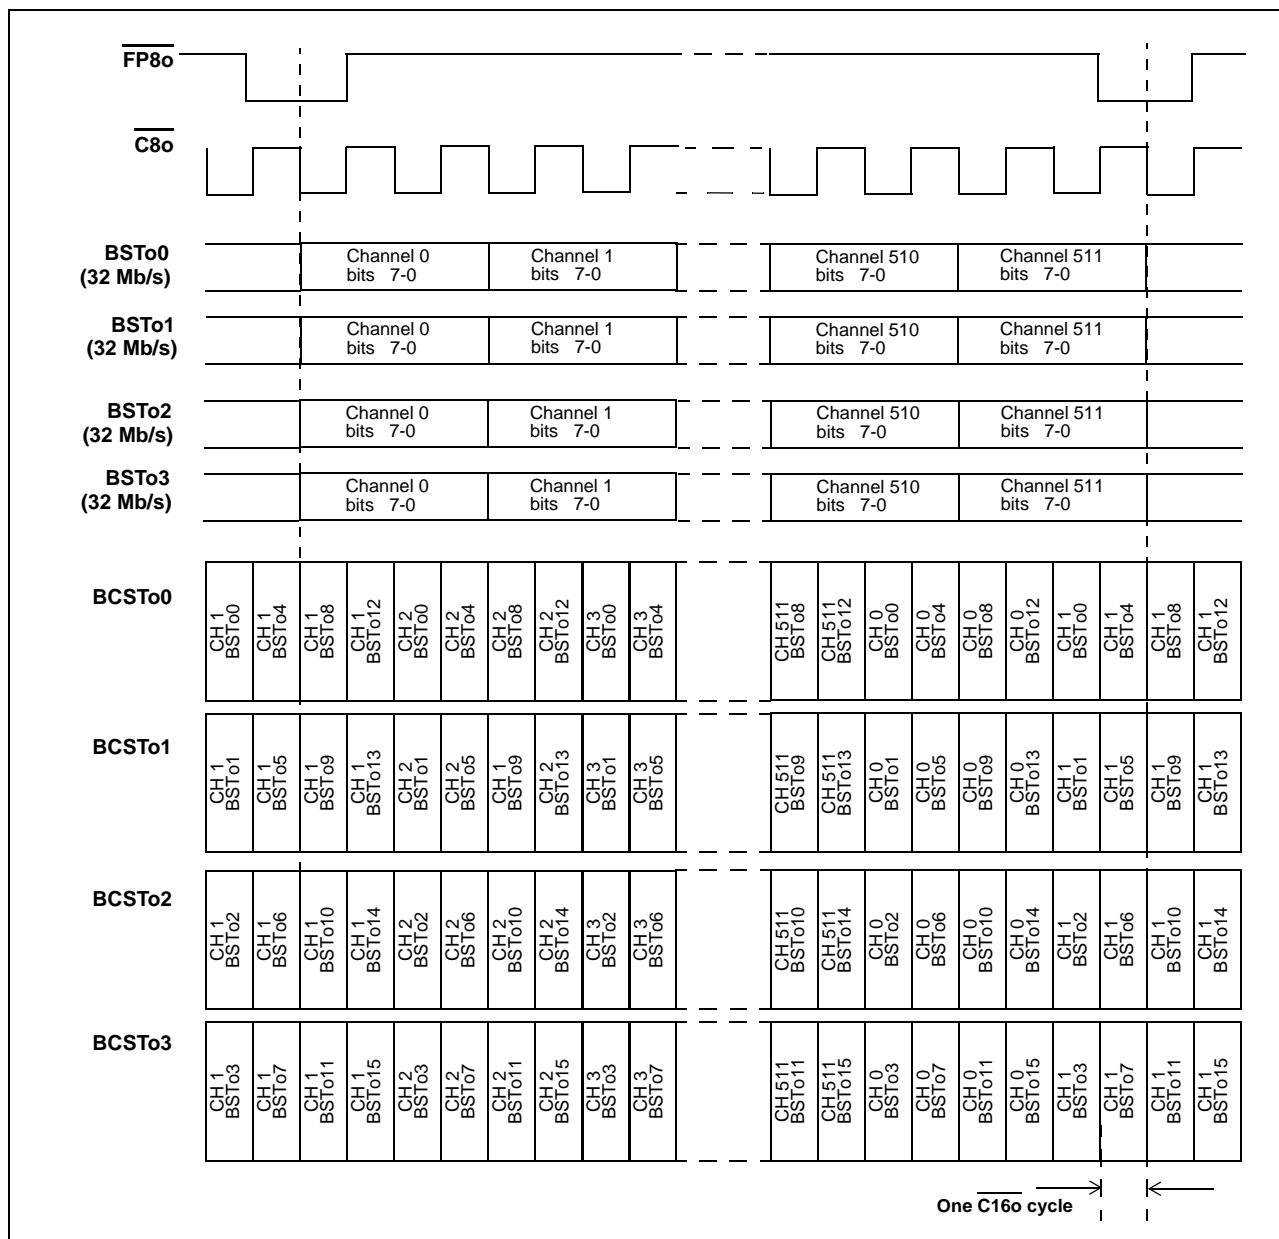 FP8o
C8o
BSTo0
(32 Mb/s)
Channel 0
bits 7-0
Channel 1
bits 7-0
Channel 510
bits 7-0
Channel 511
bits 7-0
BSTo1
(32 Mb/s)
Channel 0
bits 7-0
Channel 1
bits 7-0
Channel 510
bits 7-0
Channel 511
bits 7-0
BSTo2
(32 Mb/s)
Channel 0
bits 7-0
Channel 1
bits 7-0
Channel 510
bits 7-0
Channel 511
bits 7-0
BSTo3
(32 Mb/s)
Channel 0
bits 7-0
Channel 1
bits 7-0
Channel 510
bits 7-0
Channel 511
bits 7-0
BCSTo0
CH 1
BSTo0
CH 1
BSTo4
CH 1
BSTo8
CH 1
BSTo12
CH 2
BSTo0
CH 2
BSTo4
CH 2
BSTo8
CH 2
BSTo12
CH 3
BSTo0
CH 3
BSTo4
CH 511
BSTo8
CH 511
BSTo12
CH 0
BSTo0
CH 0
BSTo4
CH 0
BSTo8
CH 0
BSTo12
CH 1
BSTo0
CH 1
BSTo4
CH 1
BSTo8
CH 1
BSTo12
BCSTo1
CH 1
BSTo1
CH 1
BSTo5
CH 1
BSTo9
CH 1
BSTo13
CH 2
BSTo1
CH 2
BSTo5
CH 2
BSTo9
CH 2
BSTo13
CH 3
BSTo1
CH 3
BSTo5
CH 511
BSTo9
CH 511
BSTo13
CH 0
BSTo1
CH 0
BSTo5
CH 0
BSTo9
CH 0
BSTo13
CH 1
BSTo1
CH 1
BSTo5
CH 1
BSTo9
CH 1
BSTo13
BCSTo2
CH 1
BSTo2
CH 1
BSTo6
CH 1
BSTo10
CH 1
BSTo14
CH 2
BSTo2
CH 2
BSTo6
CH 2
BSTo10
CH 2
BSTo14
CH 3
BSTo2
CH 3
BSTo6
CH 511
BSTo10
CH 511
BSTo14
CH 0
BSTo2
CH 0
BSTo6
CH 0
BSTo10
CH 0
BSTo14
CH 1
BSTo2
CH 1
BSTo6
CH 1
BSTo10
CH 1
BSTo14
BCSTo3
CH 1
BSTo3
CH 1
BSTo7
CH 1
BSTo11
CH 1
BSTo15
CH 2
BSTo3
CH 2
BSTo7
CH 2
BSTo11
CH 2
BSTo15
CH 3
BSTo3
CH 3
BSTo7
CH 511
BSTo11
CH 511
BSTo15
CH 0
BSTo3
CH 0
BSTo7
CH 0
BSTo11
CH 0
BSTo15
CH 1
BSTo3
CH 1
BSTo7
CH 1
BSTo11
CH 1
BSTo15
One C16o cycle